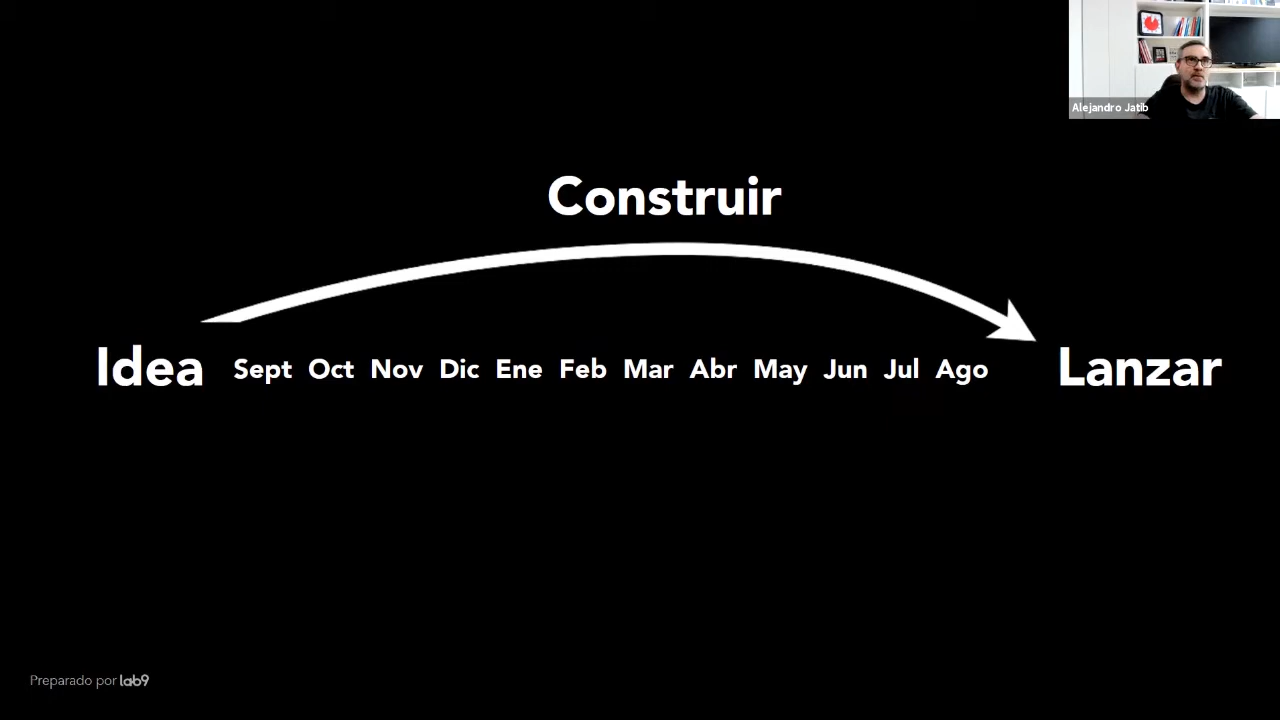 Alejandro Jatib
Construir
Idea Sept Oct Nov Dic Ene Feb Mar Abr May Jun Jul Ago Lanzar
Preparado por lab9